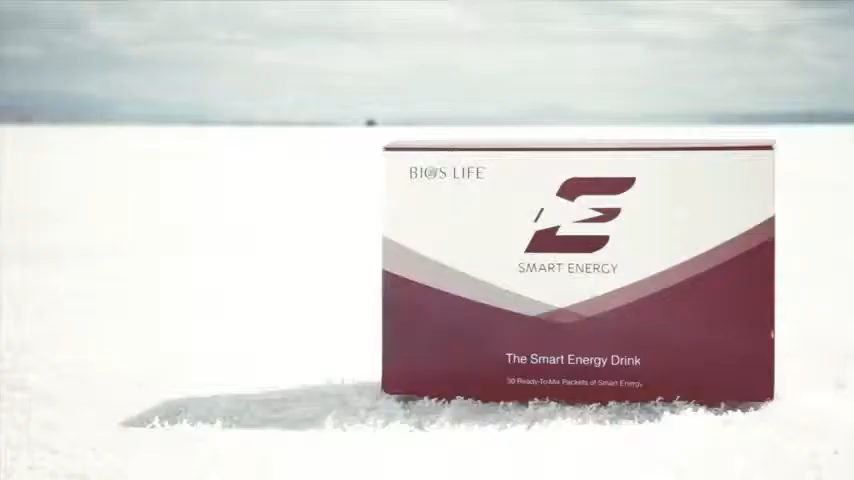 BIOS LIFE
E
SMART ENERGY
The Smart Energy Drink
30 Ready-To-Mix Packets of Smart Energy